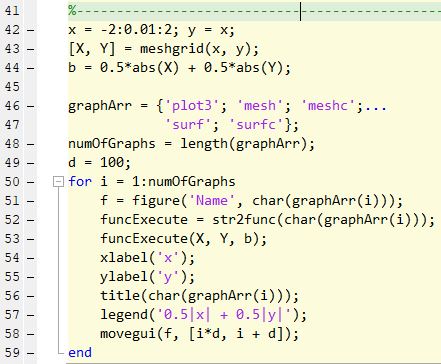 41 %------------------------------------------------
42 - x = -2:0.01:2; y = x;
43 - [X, Y] = meshgrid(x, y);
44 - b = 0.5*abs(X) + 0.5*abs(Y);
45
46 - graphArr = {'plot3'; 'mesh'; 'meshc';...
47 'surf'; 'surfc'};
48 - numOfGraphs = length(graphArr);
49 - d = 100;
50 - for i = 1:numOfGraphs
51 - f = figure('Name', char(graphArr(i)));
52 - funcExecute = str2func(char(graphArr(i)));
53 - funcExecute(X, Y, b);
54 - xlabel('x');
55 - ylabel('y');
56 - title(char(graphArr(i)));
57 - legend('0.5|x| + 0.5|y|');
58 - movegui(f, [i*d, i + d]);
59 - end